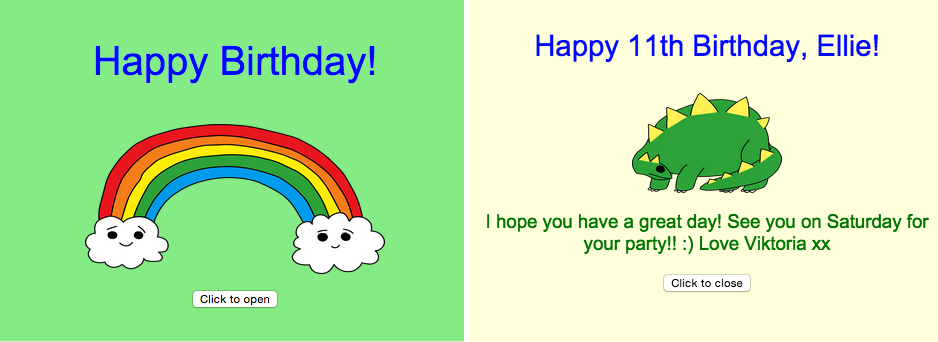 Happy Birthday!
Click to open
Happy 11th Birthday, Ellie!
I hope you have a great day! See you on Saturday for
your party!! :) Love Viktoria xx
Click to close